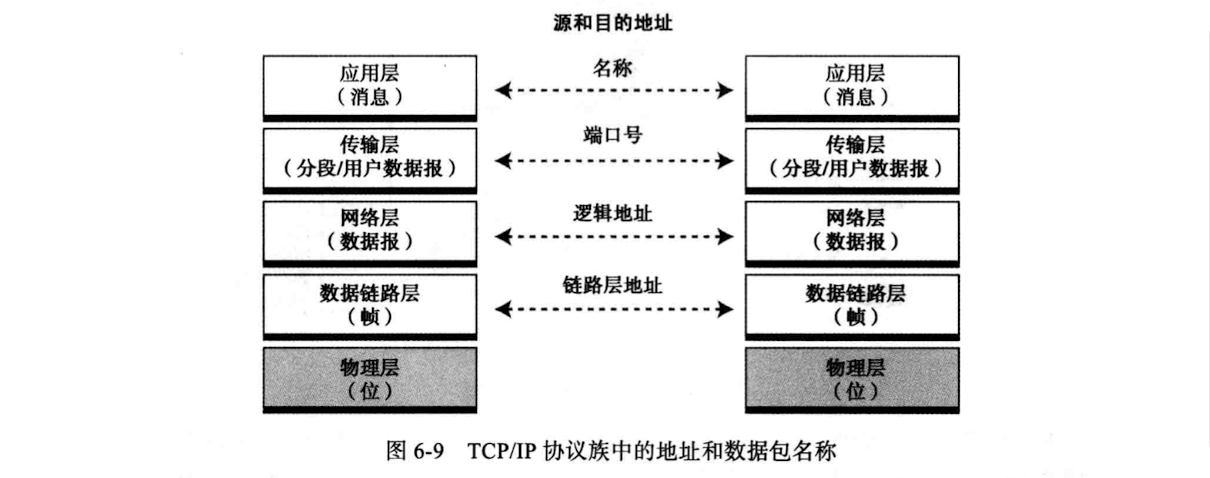 源和目的地址
应用层
（消息）
名称
应用层
（消息）
传输层
（分段/用户数据报）
端口号
传输层
（分段/用户数据报）
网络层
（数据报）
逻辑地址
网络层
（数据报）
数据链路层
（帧）
链路层地址
数据链路层
（帧）
物理层
（位）
物理层
（位）
图 6-9 TCP/IP 协议族中的地址和数据包名称